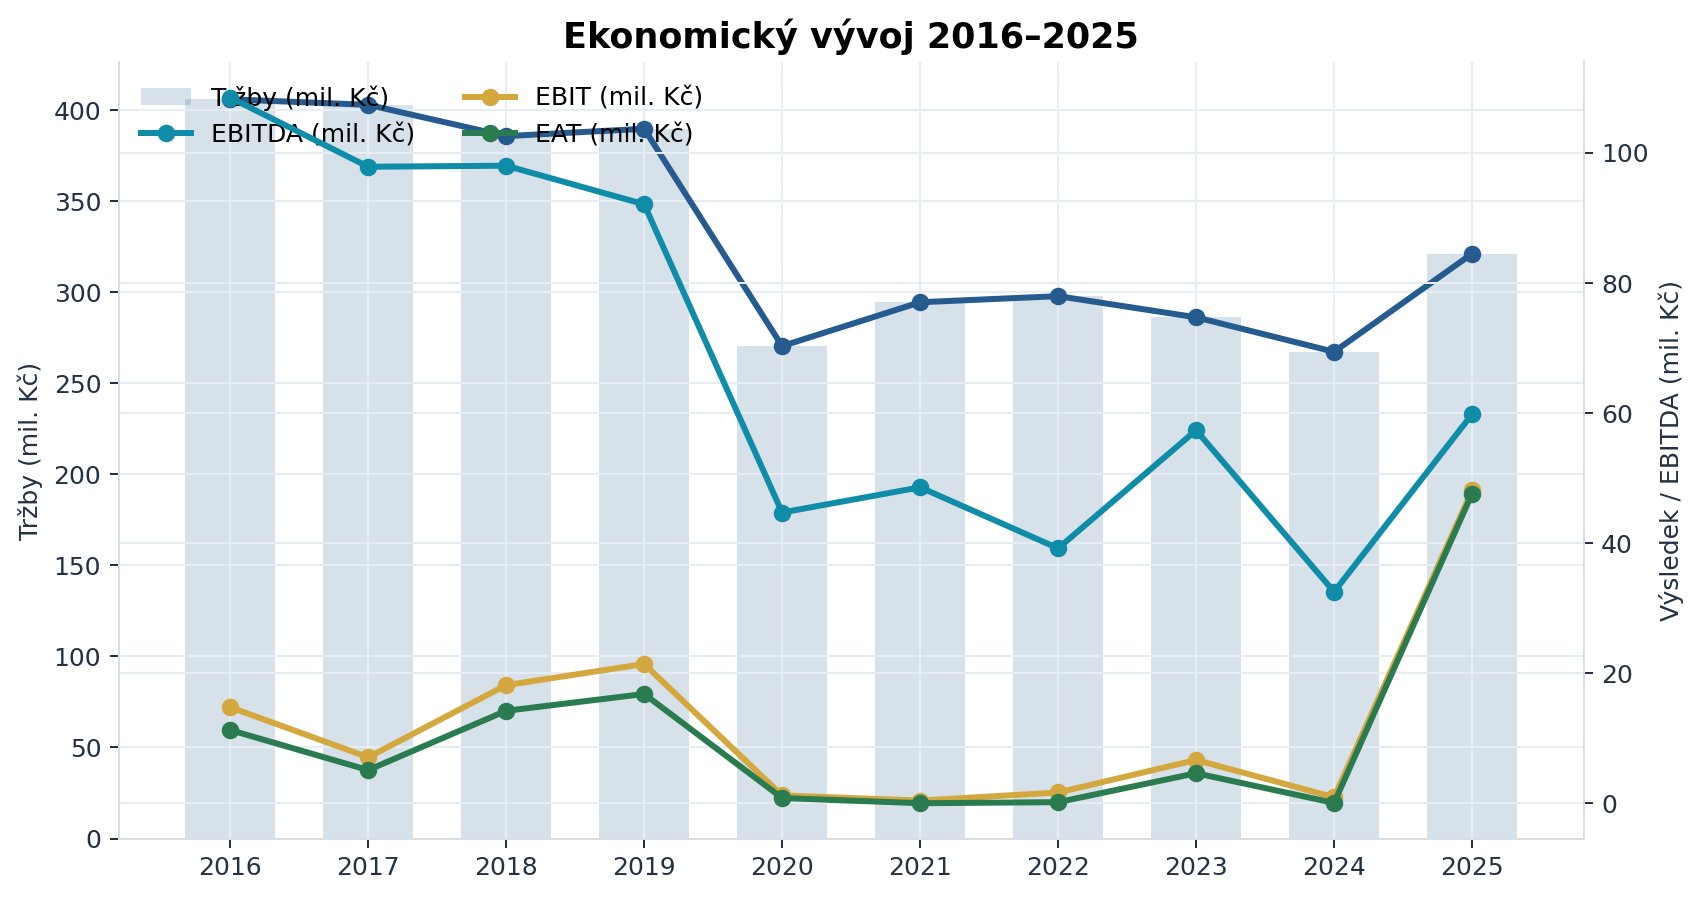 Ekonomický vývoj 2016–2025
Tržby (mil. Kč)
EBITDA (mil. Kč)
EBIT (mil. Kč)
EAT (mil. Kč)
Tržby (mil. Kč)
400
350
300
250
200
150
100
50
0
Výsledek / EBITDA (mil. Kč)
100
80
60
40
20
0
2016 2017 2018 2019 2020 2021 2022 2023 2024 2025